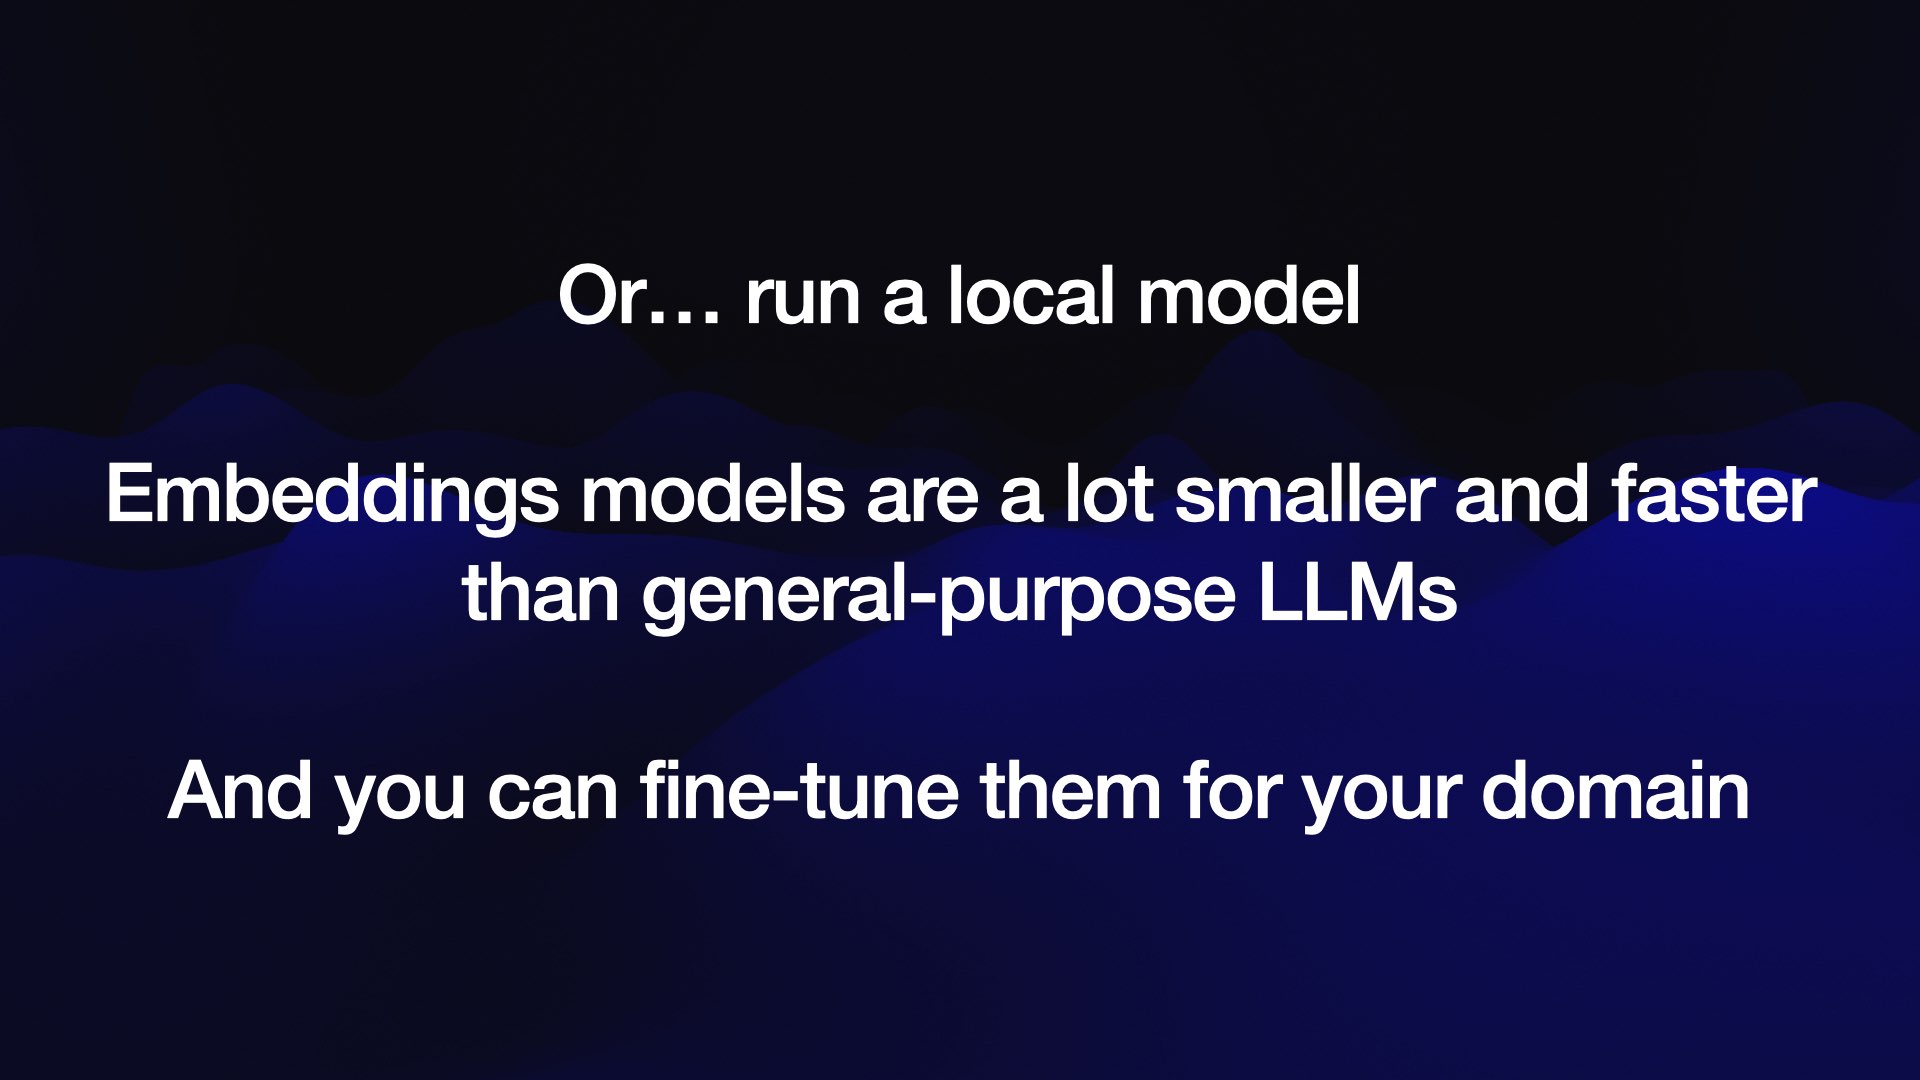 Or… run a local model
Embeddings models are a lot smaller and faster
than general-purpose LLMs
And you can fine-tune them for your domain